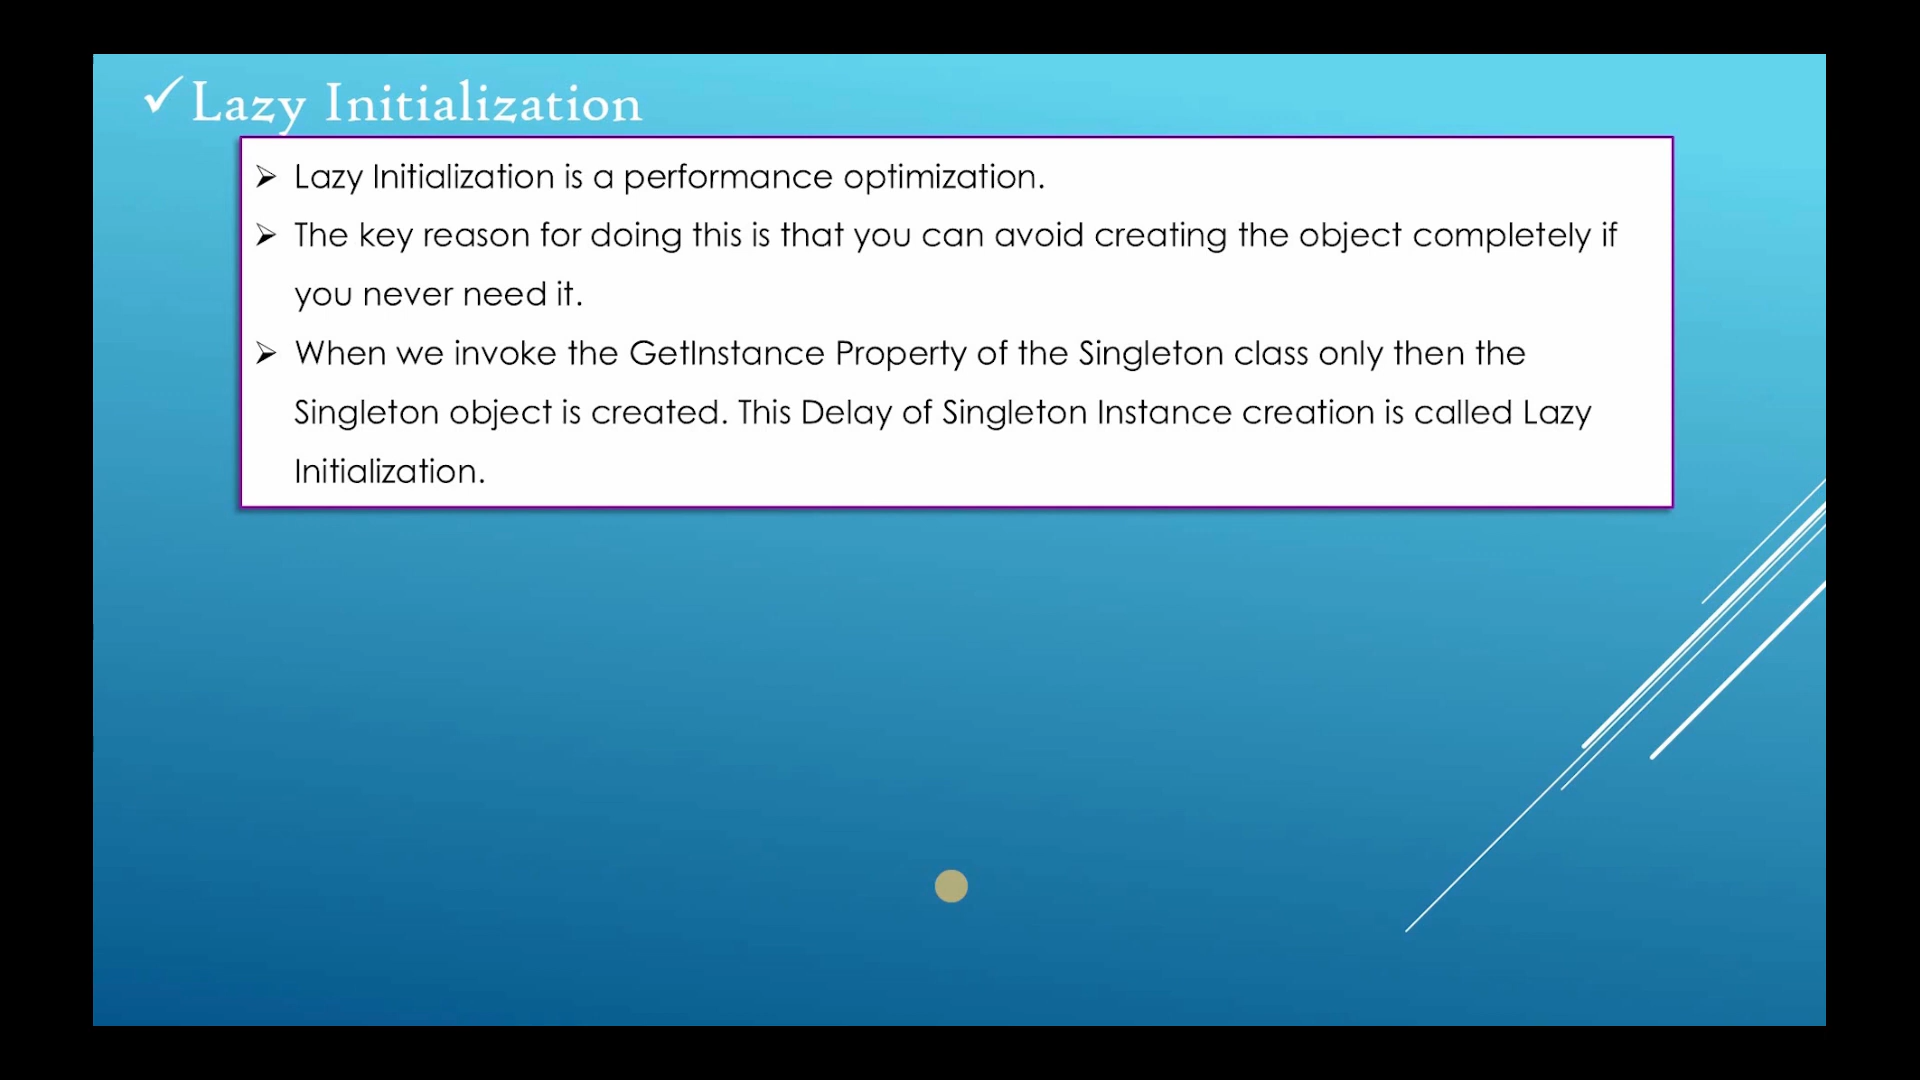 ✓Lazy Initialization
➢ Lazy Initialization is a performance optimization.
➢ The key reason for doing this is that you can avoid creating the object completely if
you never need it.
➢ When we invoke the GetInstance Property of the Singleton class only then the
Singleton object is created. This Delay of Singleton Instance creation is called Lazy
Initialization.